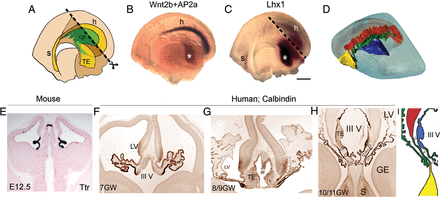 Wnt2b+AP2a
Lhx1
A
B
C
D
h
h
h
TE
S
S
*
*
Mouse
Human; Calbindin
E
F
G
H
LV
LV
LV
LV
III V
III V
TE
TE
GE
S
E12.5
Ttr
7GW
8/9GW
10/11GW
III V